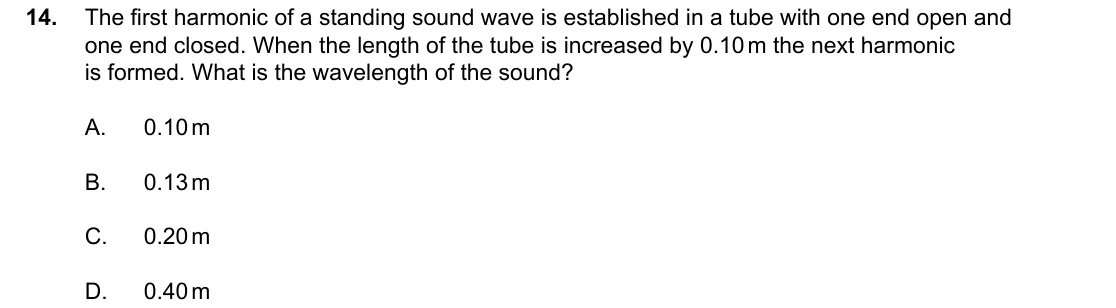 14. The first harmonic of a standing sound wave is established in a tube with one end open and
one end closed. When the length of the tube is increased by 0.10 m the next harmonic
is formed. What is the wavelength of the sound?
A. 0.10 m
B. 0.13 m
C. 0.20 m
D. 0.40 m